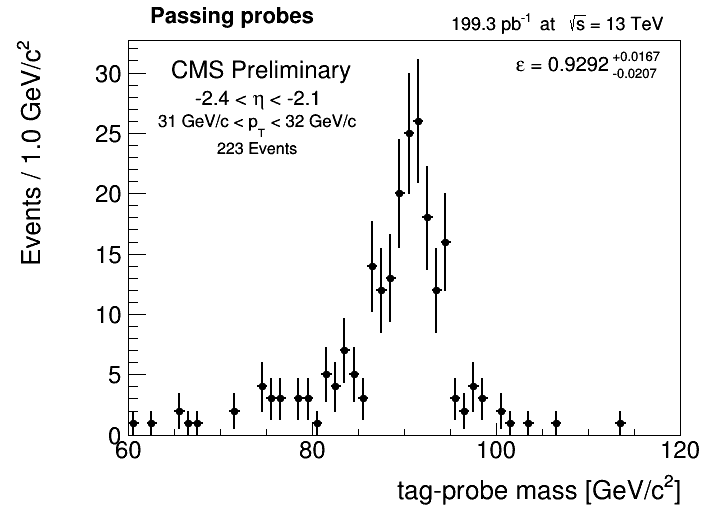 Passing probes
199.3 pb⁻¹ at √s = 13 TeV
CMS Preliminary
ε = 0.9292 +0.0167 -0.0207
-2.4 < η < -2.1
31 GeV/c < p_T < 32 GeV/c
223 Events
Events / 1.0 GeV/c²
30
25
20
15
10
5
0
60 80 100 120
tag-probe mass [GeV/c²]